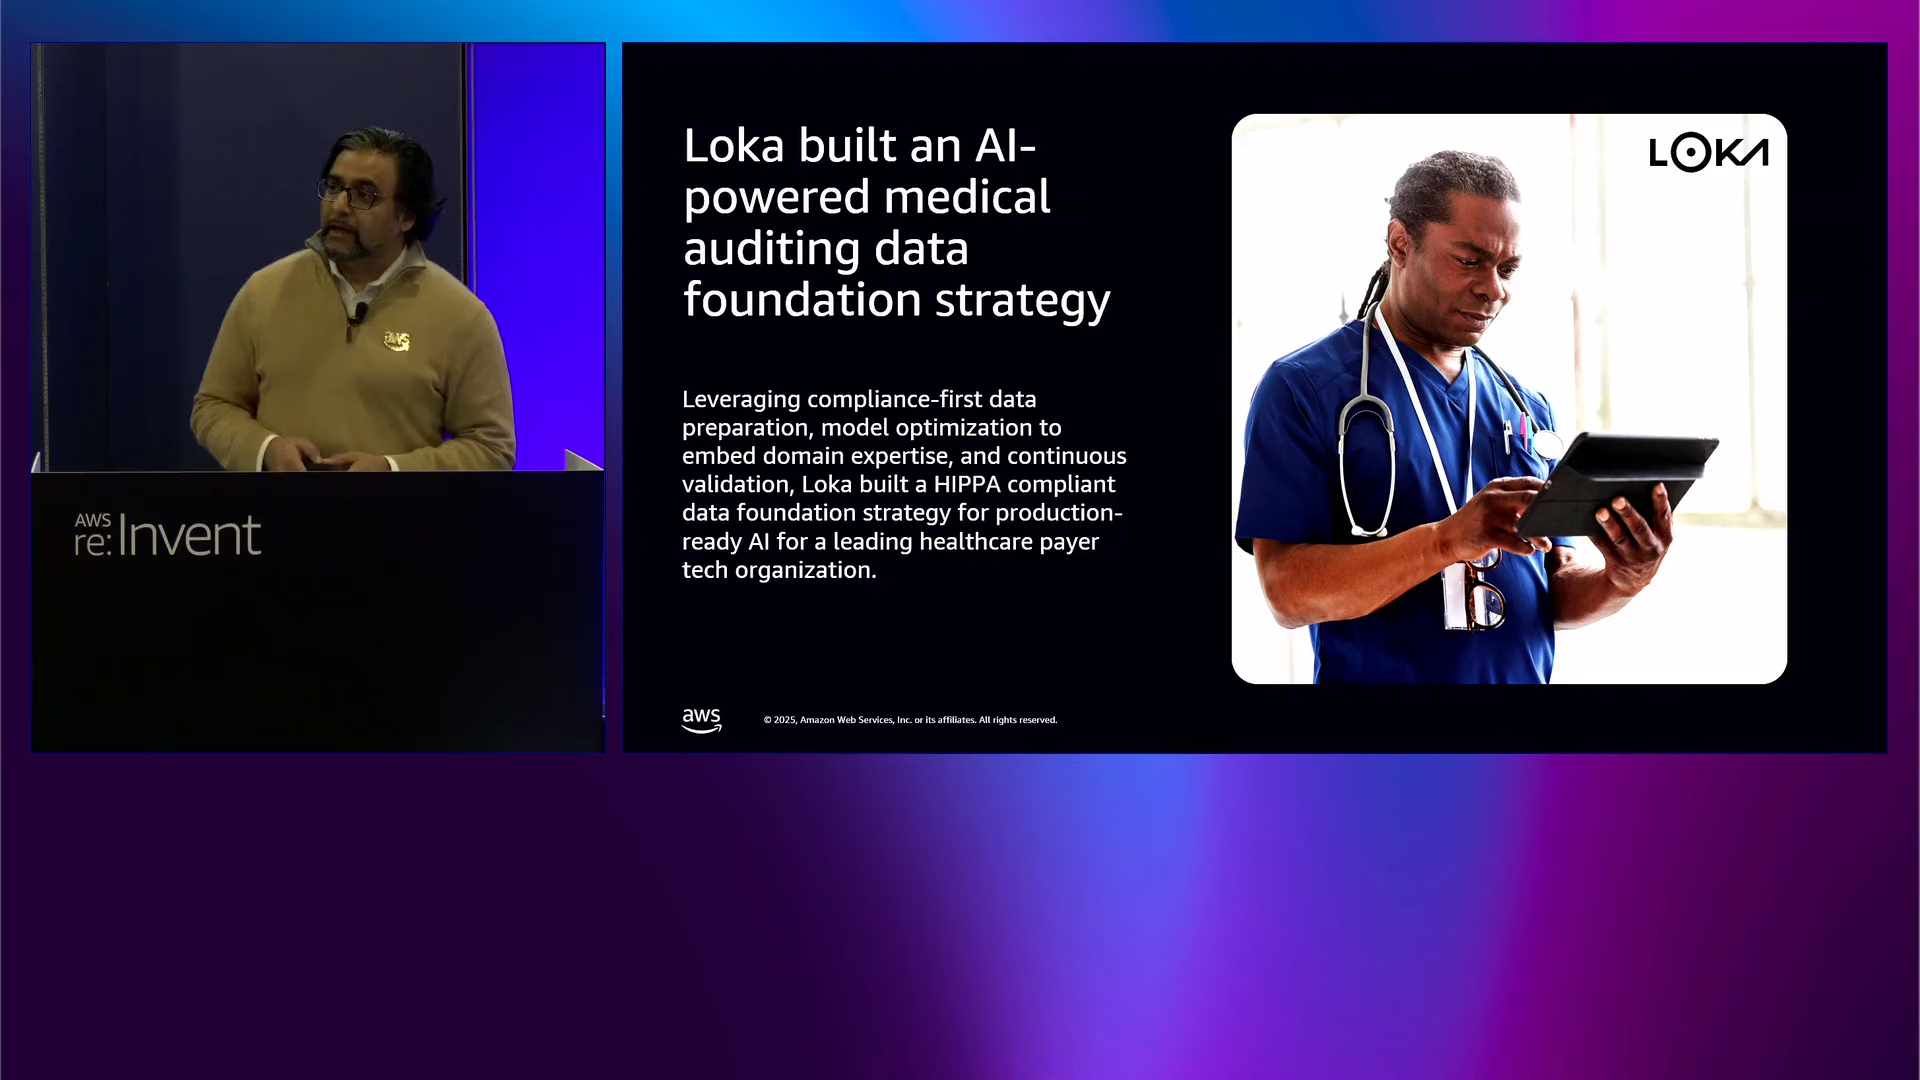 aws
AWS
re:Invent
Loka built an AI-
powered medical
auditing data
foundation strategy
Leveraging compliance-first data
preparation, model optimization to
embed domain expertise, and continuous
validation, Loka built a HIPPA compliant
data foundation strategy for production-
ready AI for a leading healthcare payer
tech organization.
LOKA
aws
© 2025, Amazon Web Services, Inc. or its affiliates. All rights reserved.